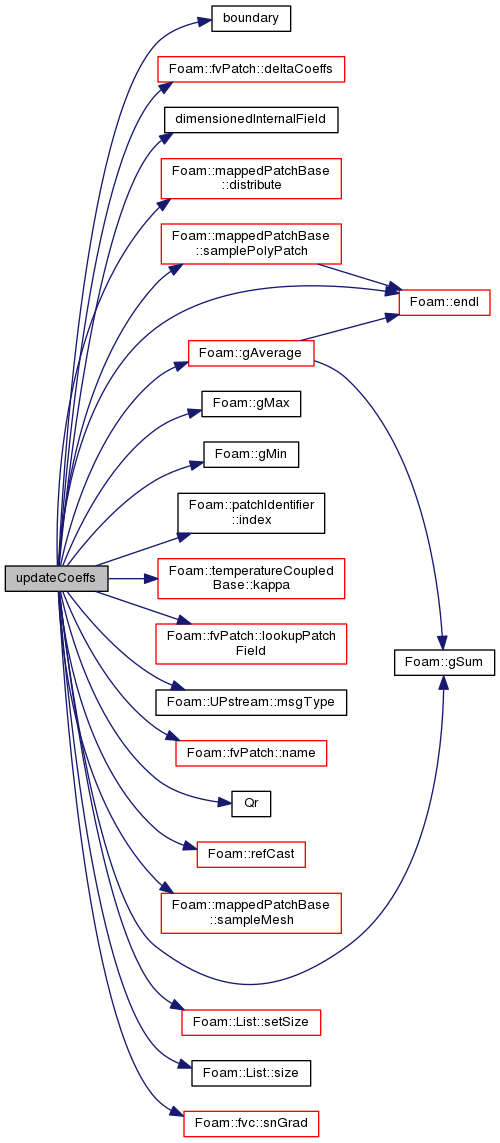 boundary
Foam::fvPatch::deltaCoeffs
dimensionedInternalField
Foam::mappedPatchBase
::distribute
Foam::mappedPatchBase
::samplePolyPatch
Foam::endl
Foam::gAverage
Foam::gMax
Foam::gMin
Foam::patchIdentifier
::index
updateCoeffs
Foam::temperatureCoupled
Base::kappa
Foam::fvPatch::lookupPatch
Field
Foam::gSum
Foam::UPstream::msgType
Foam::fvPatch::name
Qr
Foam::refCast
Foam::mappedPatchBase
::sampleMesh
Foam::List::setSize
Foam::List::size
Foam::fvc::snGrad